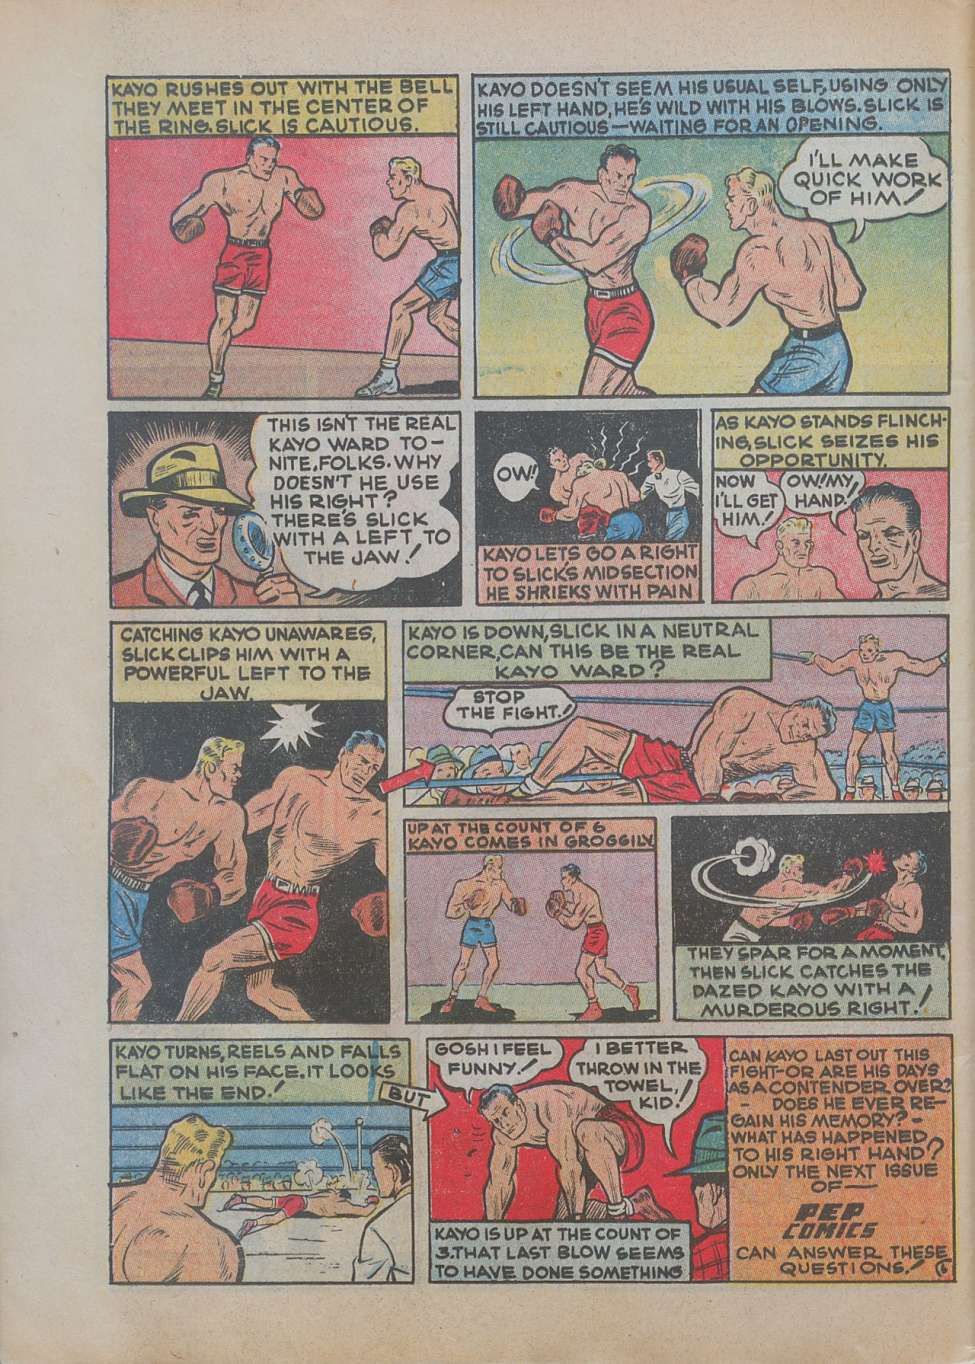 KAYO RUSHES OUT WITH THE BELL
THEY MEET IN THE CENTER OF
THE RING. SLICK IS CAUTIOUS.
KAYO DOESN'T SEEM HIS USUAL SELF, USING ONLY
HIS LEFT HAND, HE'S WILD WITH HIS BLOWS. SLICK IS
STILL CAUTIOUS—WAITING FOR AN OPENING.
I'LL MAKE
QUICK WORK
OF HIM!
THIS ISN'T THE REAL
KAYO WARD TO-
NITE, FOLKS. WHY
DOESN'T HE USE
HIS RIGHT?
THERE'S SLICK
WITH A LEFT TO
THE JAW!
OW!
KAYO LETS GO A RIGHT
TO SLICK'S MIDSECTION
HE SHRIEKS WITH PAIN
AS KAYO STANDS FLINCH-
ING, SLICK SEIZES HIS
OPPORTUNITY.
NOW
I'LL GET
HIM!
OW! MY
HAND!
CATCHING KAYO UNAWARES,
SLICK CLIPS HIM WITH A
POWERFUL LEFT TO THE
JAW.
KAYO IS DOWN, SLICK IN A NEUTRAL
CORNER, CAN THIS BE THE REAL
KAYO WARD?
STOP
THE FIGHT!
UP AT THE COUNT OF 6
KAYO COMES IN GROGGILY.
THEY SPAR FOR A MOMENT,
THEN SLICK CATCHES THE
DAZED KAYO WITH A
MURDEROUS RIGHT!
KAYO TURNS, REELS AND FALLS
FLAT ON HIS FACE. IT LOOKS
LIKE THE END!
BUT
GOSH I FEEL
FUNNY!
I BETTER
THROW IN THE
TOWEL,
KID!
KAYO IS UP AT THE COUNT OF
3. THAT LAST BLOW SEEMS
TO HAVE DONE SOMETHING
CAN KAYO LAST OUT THIS
FIGHT-OR ARE HIS DAYS
AS A CONTENDER OVER?
- DOES HE EVER RE-
GAIN HIS MEMORY? -
WHAT HAS HAPPENED
TO HIS RIGHT HAND?
ONLY THE NEXT ISSUE
OF—
PEP
COMICS
CAN ANSWER THESE
QUESTIONS! 6